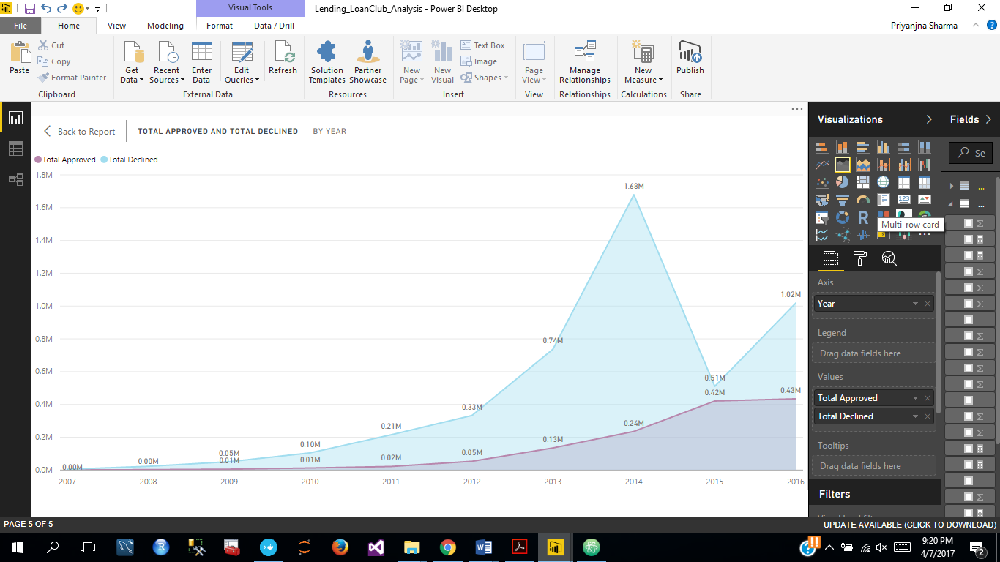 Visual Tools
Lending_LoanClub_Analysis - Power BI Desktop
File Home View Modeling Format Data / Drill Priyanjna Sharma
Paste
Cut
Copy
Format Painter
Clipboard
Get Data
Recent Sources
Enter Data
Edit Queries
Refresh
External Data
Solution Templates
Partner Showcase
Resources
New Page
New Visual
Text Box
Image
Shapes
Insert
Page View
View
Manage Relationships
Relationships
New Measure
Calculations
Publish
Share
Back to Report
TOTAL APPROVED AND TOTAL DECLINED BY YEAR
Total Approved Total Declined
1.8M
1.6M
1.4M
1.2M
1.0M
0.8M
0.6M
0.4M
0.2M
0.0M
1.68M
1.02M
0.74M
0.51M
0.42M
0.43M
0.33M
0.24M
0.21M
0.13M
0.10M
0.05M
0.05M
0.02M
0.01M
0.01M
0.00M
0.00M
2007 2008 2009 2010 2011 2012 2013 2014 2015 2016
Visualizations
R
Multi-row card
Axis
Year
Legend
Drag data fields here
Values
Total Approved
Total Declined
Tooltips
Drag data fields here
Filters
Fields
Se
...
...
PAGE 5 OF 5
UPDATE AVAILABLE (CLICK TO DOWNLOAD)
9:20 PM
4/7/2017
2